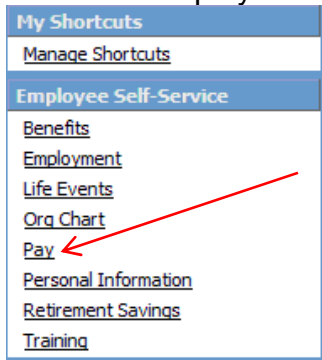 My Shortcuts
Manage Shortcuts
Employee Self-Service
Benefits
Employment
Life Events
Org Chart
Pay
Personal Information
Retirement Savings
Training